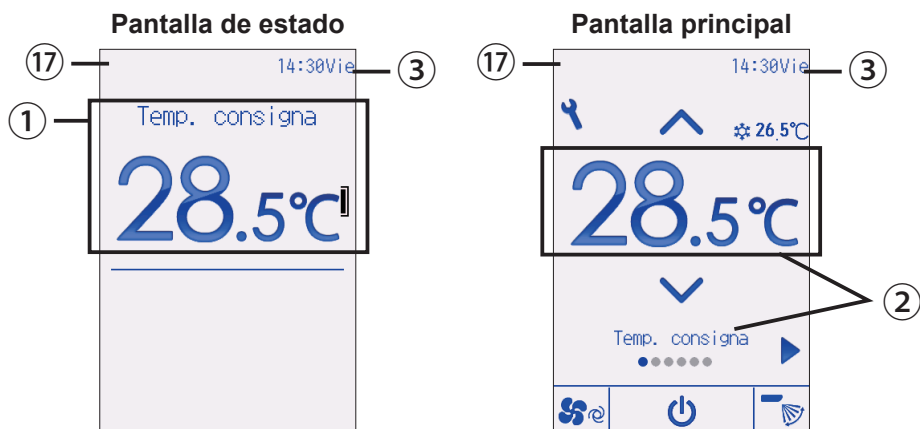 Pantalla de estado
⑰
14:30Vie
③
①
Temp. consigna
28.5℃
Pantalla principal
⑰
14:30Vie
③
26.5℃
28.5℃
②
Temp. consigna